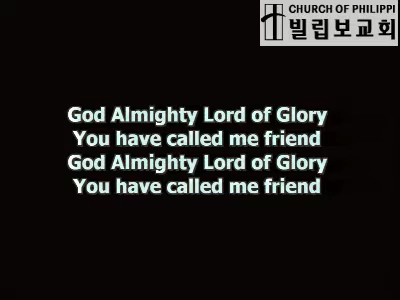 CHURCH OF PHILIPPI
빌립보교회
God Almighty Lord of Glory
You have called me friend
God Almighty Lord of Glory
You have called me friend